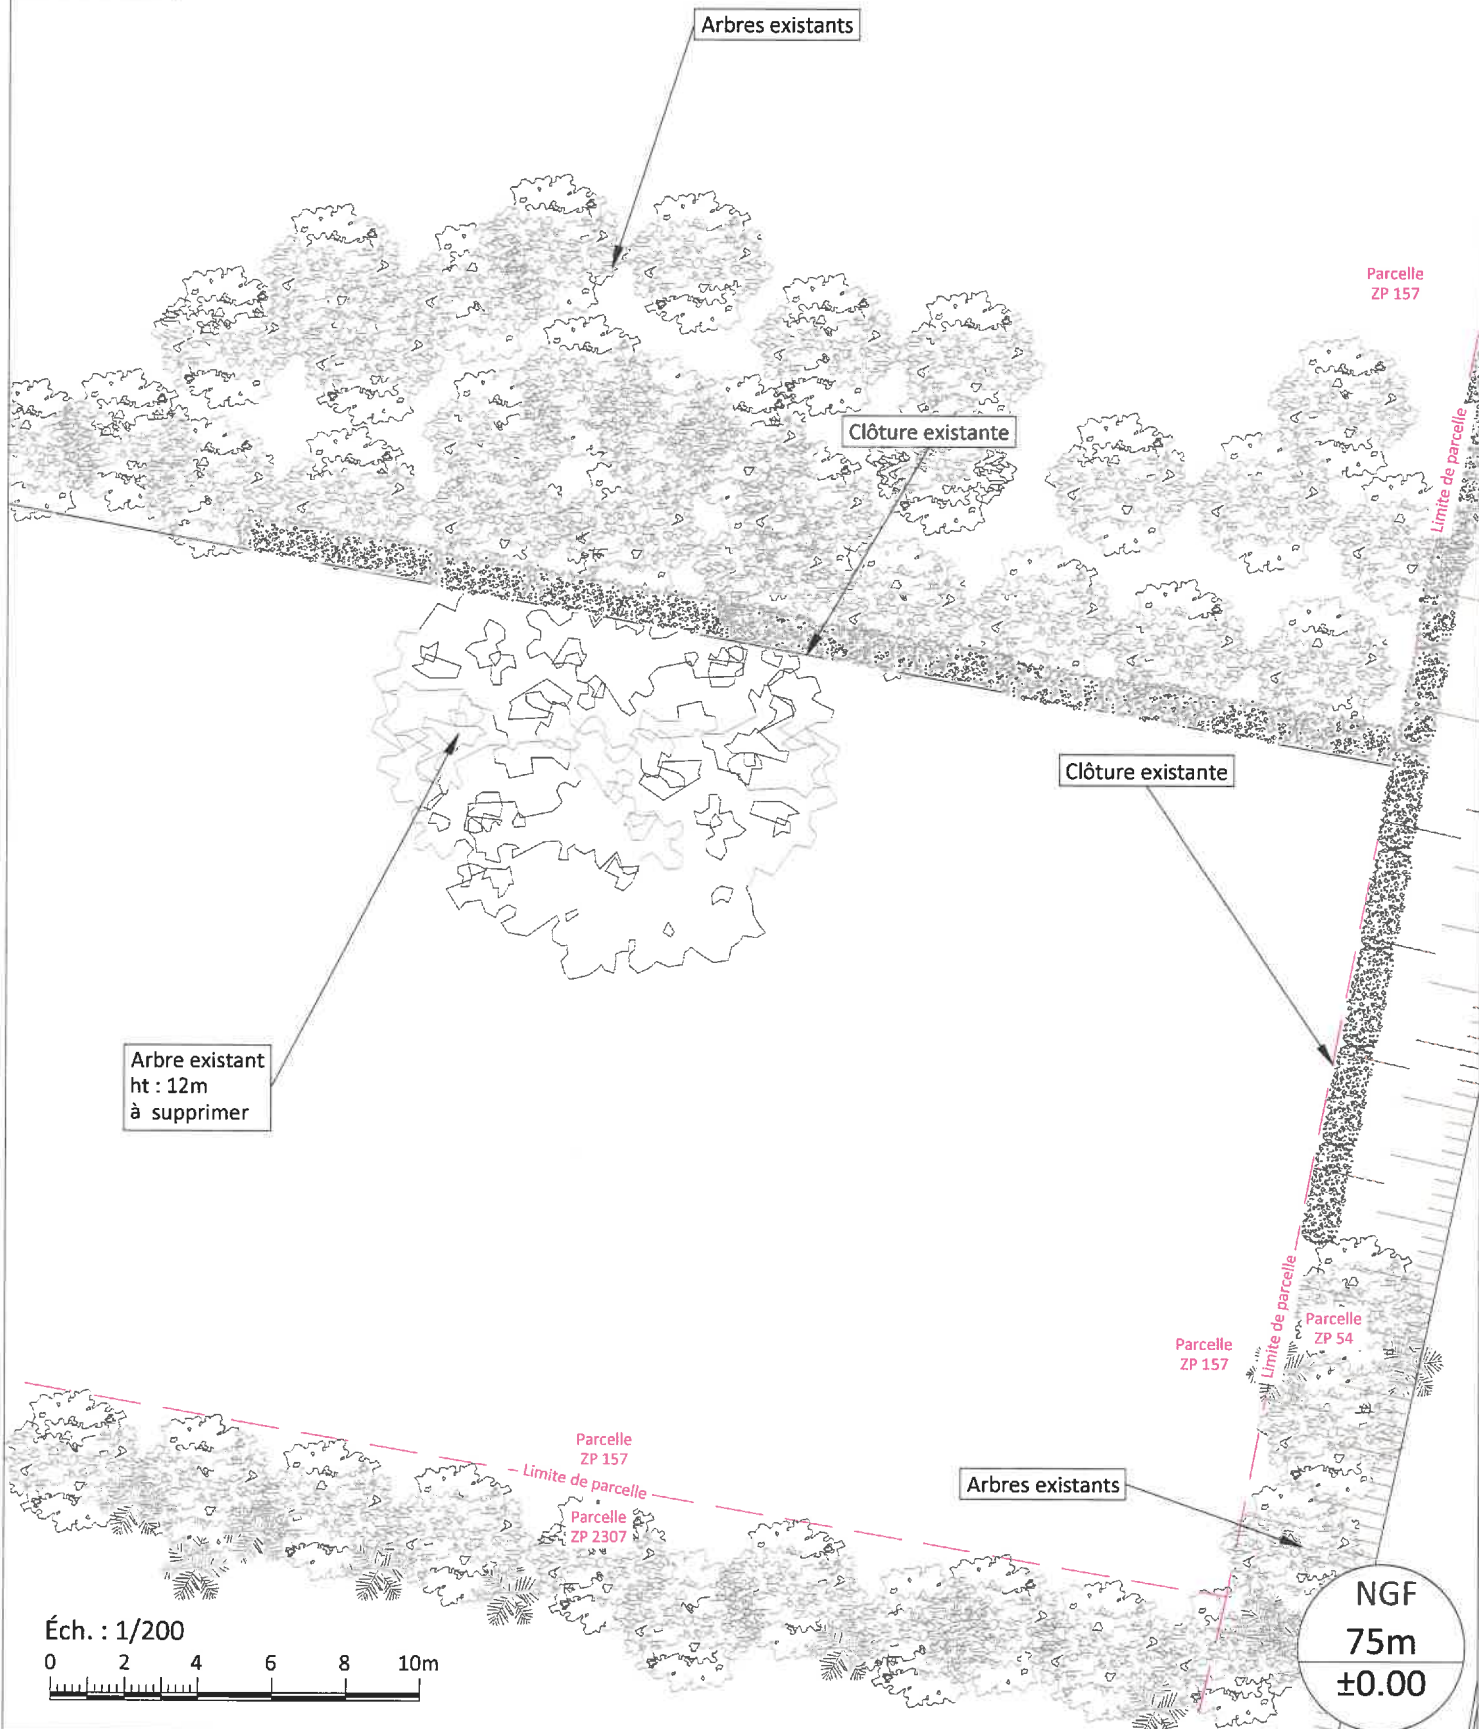 Arbres existants
Parcelle
ZP 157
Limite de parcelle
Clôture existante
Clôture existante
Arbre existant
ht : 12m
à supprimer
Limite de parcelle
Parcelle
ZP 54
Parcelle
ZP 157
Parcelle
ZP 157
Limite de parcelle
Parcelle
ZP 2307
Arbres existants
NGF
75m
±0.00
Éch. : 1/200
0 2 4 6 8 10m